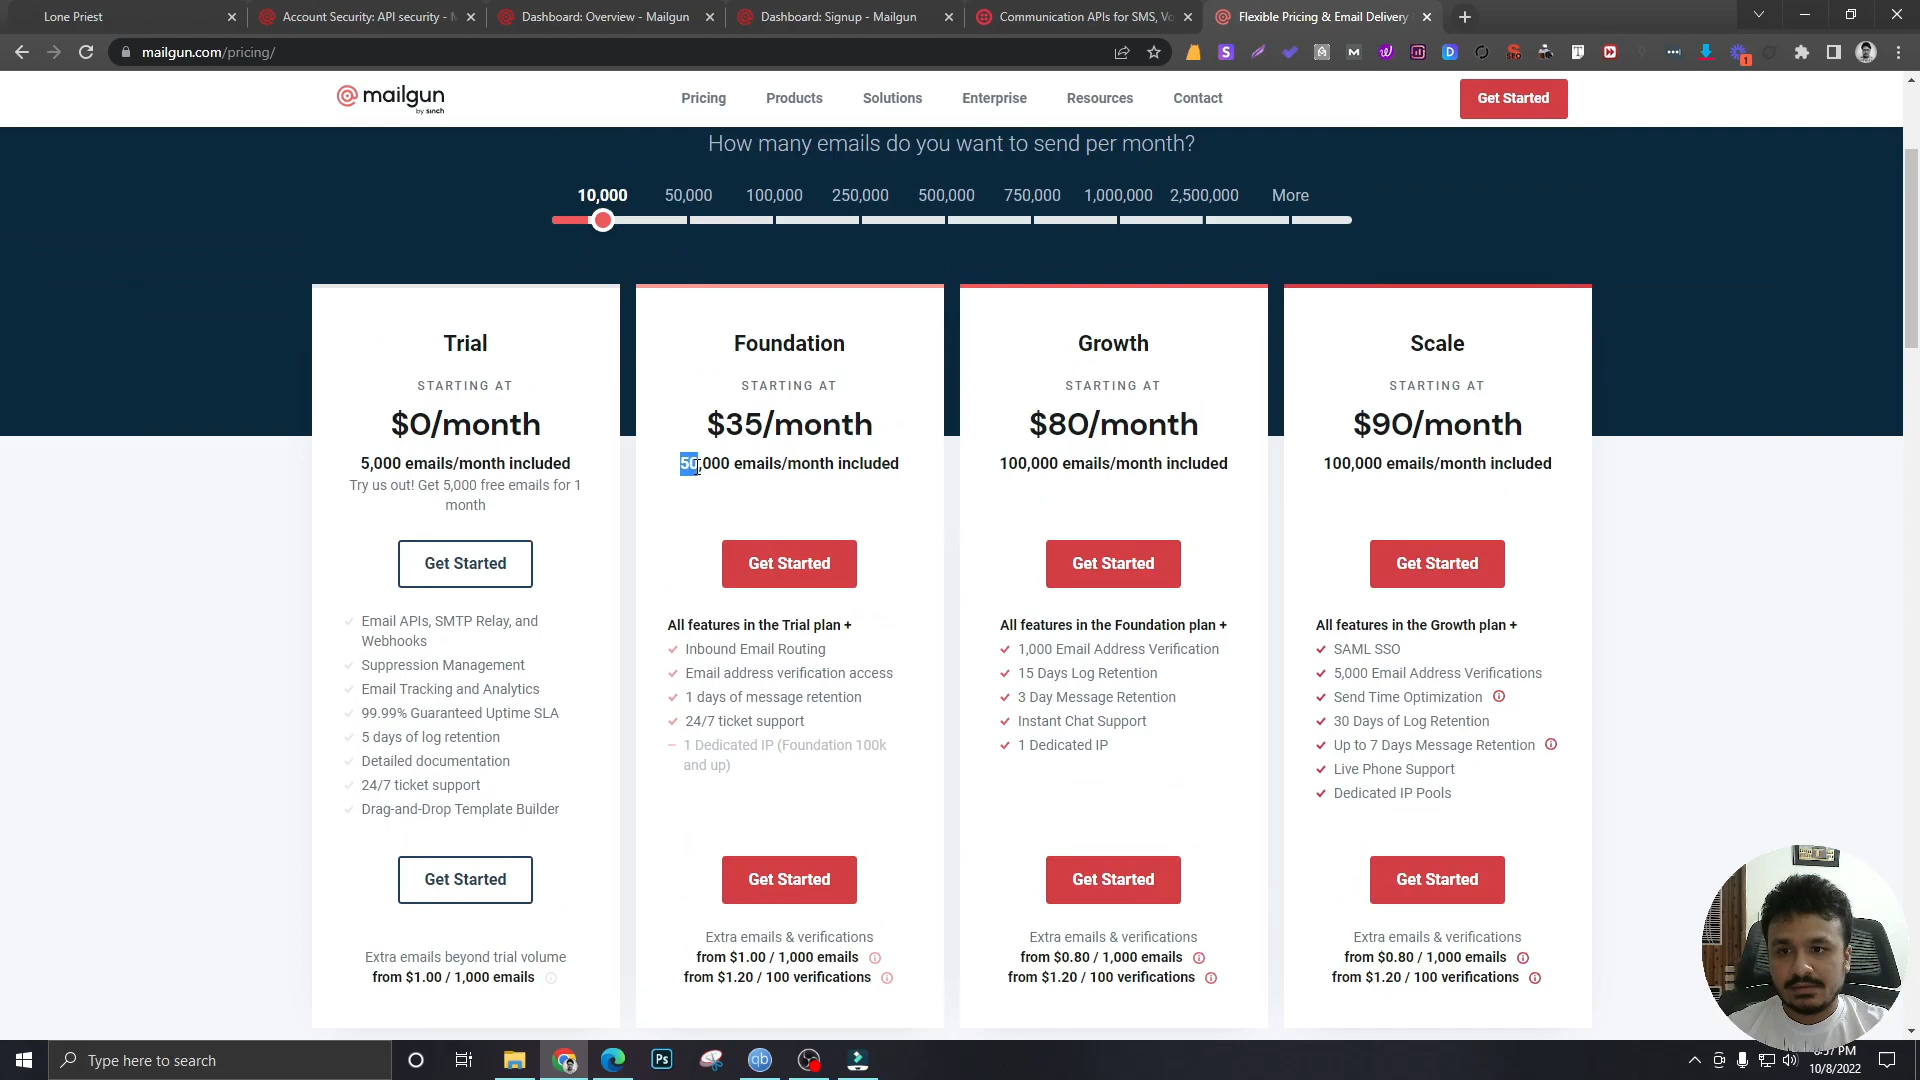 Lone Priest
Account Security: API security - M
Dashboard: Overview - Mailgun
Dashboard: Signup - Mailgun
Communication APIs for SMS, Vo
Flexible Pricing & Email Delivery
mailgun.com/pricing/
mailgun
by sinch
Pricing
Products
Solutions
Enterprise
Resources
Contact
Get Started
How many emails do you want to send per month?
10,000
50,000
100,000
250,000
500,000
750,000
1,000,000
2,500,000
More
Trial
STARTING AT
$0/month
5,000 emails/month included
Try us out! Get 5,000 free emails for 1
month
Get Started
Email APIs, SMTP Relay, and
Webhooks
Suppression Management
Email Tracking and Analytics
99.99% Guaranteed Uptime SLA
5 days of log retention
Detailed documentation
24/7 ticket support
Drag-and-Drop Template Builder
Get Started
Extra emails beyond trial volume
from $1.00 / 1,000 emails
Foundation
STARTING AT
$35/month
50,000 emails/month included
Get Started
All features in the Trial plan +
Inbound Email Routing
Email address verification access
1 days of message retention
24/7 ticket support
1 Dedicated IP (Foundation 100k
and up)
Get Started
Extra emails & verifications
from $1.00 / 1,000 emails
from $1.20 / 100 verifications
Growth
STARTING AT
$80/month
100,000 emails/month included
Get Started
All features in the Foundation plan +
1,000 Email Address Verification
15 Days Log Retention
3 Day Message Retention
Instant Chat Support
1 Dedicated IP
Get Started
Extra emails & verifications
from $0.80 / 1,000 emails
from $1.20 / 100 verifications
Scale
STARTING AT
$90/month
100,000 emails/month included
Get Started
All features in the Growth plan +
SAML SSO
5,000 Email Address Verifications
Send Time Optimization
30 Days of Log Retention
Up to 7 Days Message Retention
Live Phone Support
Dedicated IP Pools
Get Started
Extra emails & verifications
from $0.80 / 1,000 emails
from $1.20 / 100 verifications
Type here to search
Ps
qb
PM
10/8/2022